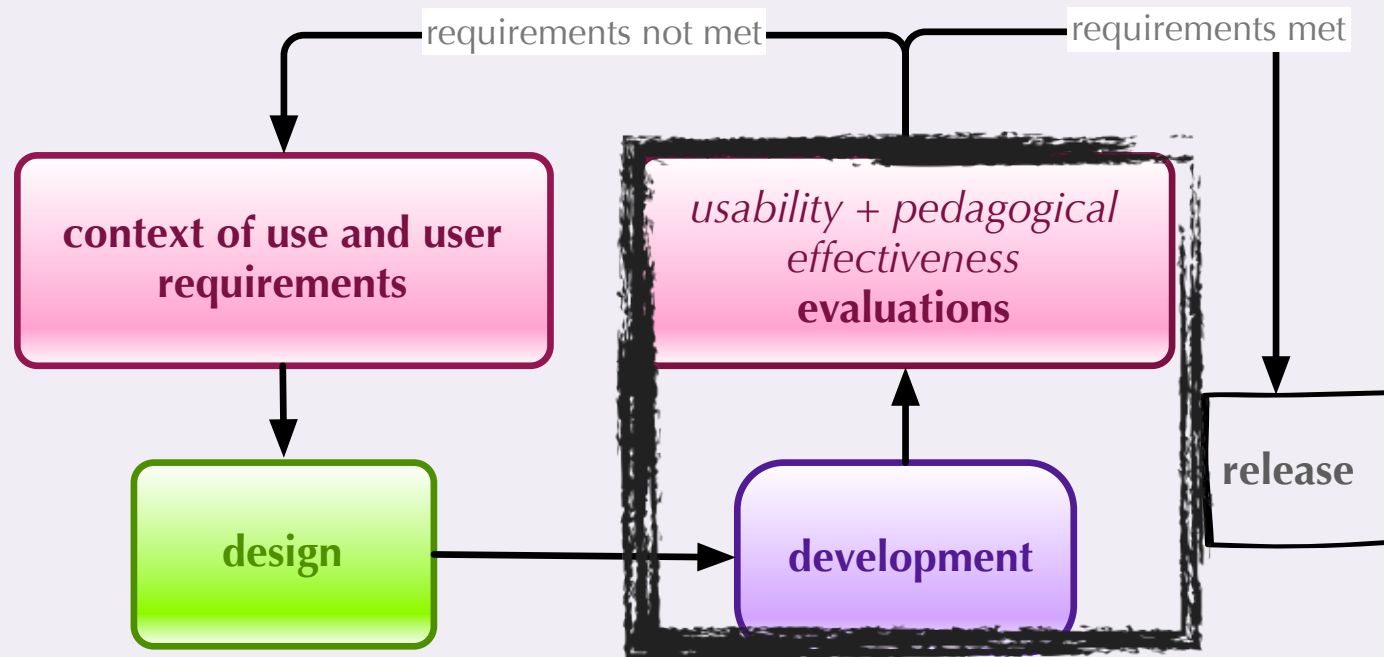 requirements not met
requirements met
context of use and user
requirements
usability + pedagogical
effectiveness
evaluations
release
design
development